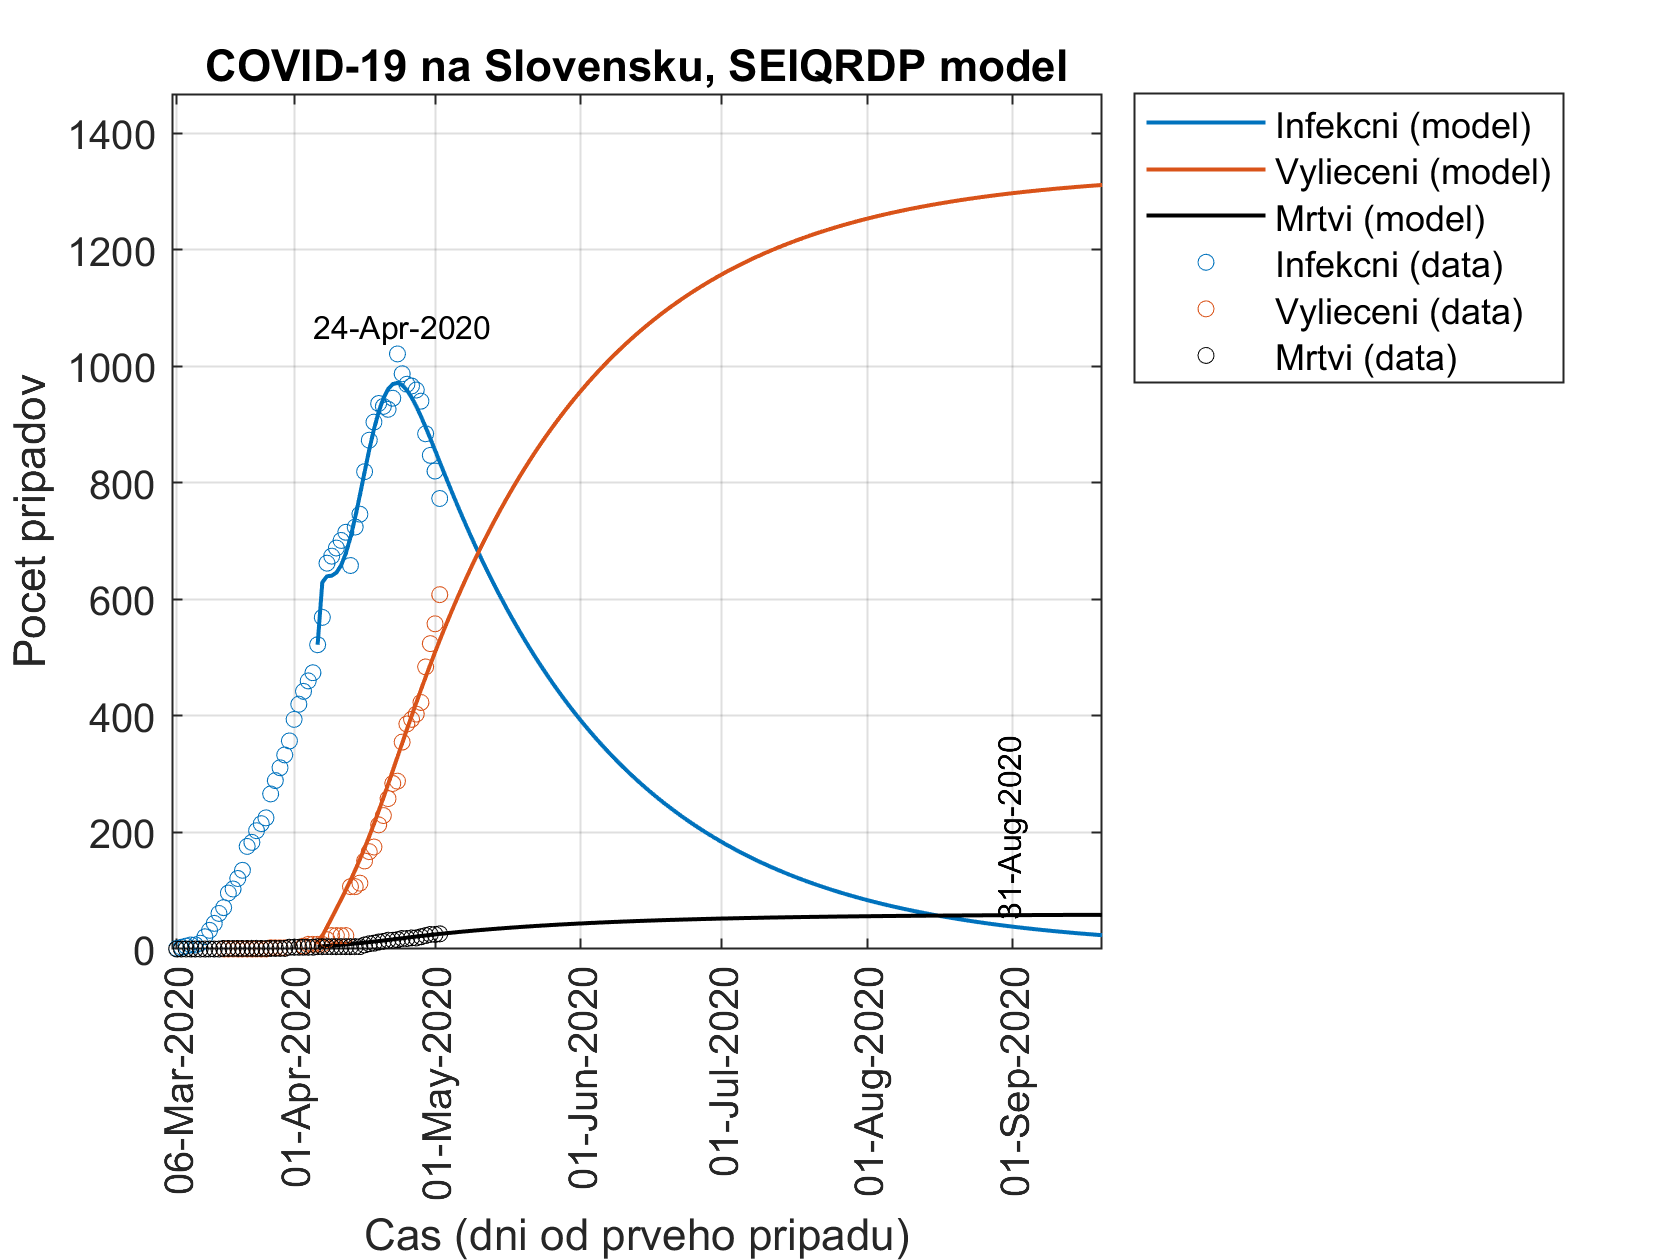 COVID-19 na Slovensku, SEIQRDP model
Infekcni (model)
Vylieceni (model)
Mrtvi (model)
Infekcni (data)
Vylieceni (data)
Mrtvi (data)
Pocet pripadov
1400
1200
1000
800
600
400
200
0
24-Apr-2020
31-Aug-2020
06-Mar-2020
01-Apr-2020
01-May-2020
01-Jun-2020
01-Jul-2020
01-Aug-2020
01-Sep-2020
Cas (dni od prveho pripadu)